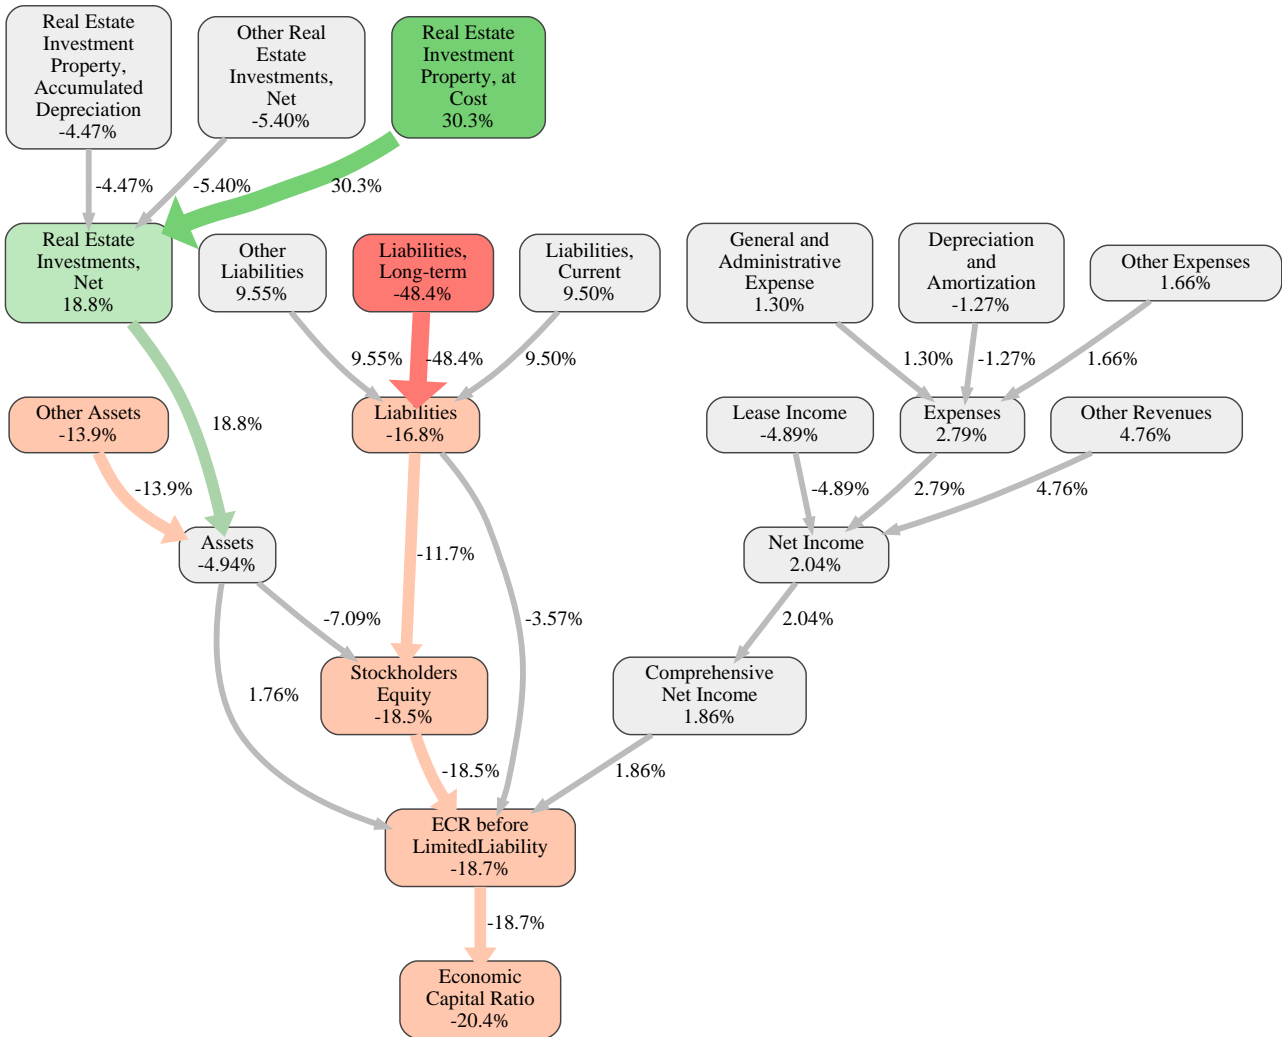 Real Estate
Investment
Property,
Accumulated
Depreciation
-4.47%
Other Real
Estate
Investments,
Net
-5.40%
Real Estate
Investment
Property, at
Cost
30.3%
-4.47%
-5.40%
30.3%
Real Estate
Investments,
Net
18.8%
Other
Liabilities
9.55%
Liabilities,
Long-term
-48.4%
Liabilities,
Current
9.50%
General and
Administrative
Expense
1.30%
Depreciation
and
Amortization
-1.27%
Other Expenses
1.66%
9.55%
-48.4%
9.50%
1.30%
-1.27%
1.66%
Other Assets
-13.9%
18.8%
Liabilities
-16.8%
Lease Income
-4.89%
Expenses
2.79%
Other Revenues
4.76%
-13.9%
-4.89%
2.79%
4.76%
Assets
-4.94%
-11.7%
Net Income
2.04%
-7.09%
-3.57%
2.04%
1.76%
Stockholders
Equity
-18.5%
Comprehensive
Net Income
1.86%
-18.5%
1.86%
ECR before
LimitedLiability
-18.7%
-18.7%
Economic
Capital Ratio
-20.4%